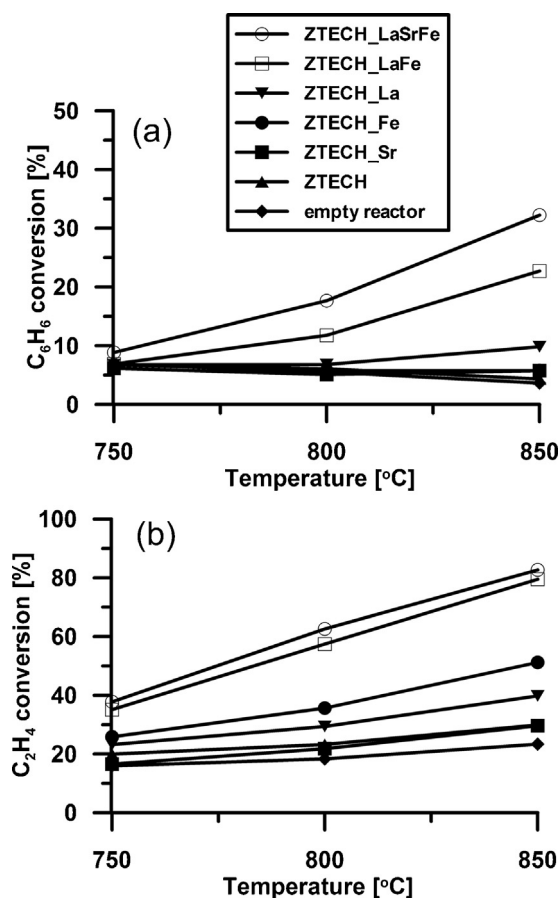 ZTECH_LaSrFe
ZTECH_LaFe
ZTECH_La
ZTECH_Fe
ZTECH_Sr
ZTECH
empty reactor
(a)
C6H6 conversion [%]
50
40
30
20
10
0
750
800
850
Temperature [°C]
(b)
C2H4 conversion [%]
100
80
60
40
20
0
750
800
850
Temperature [°C]